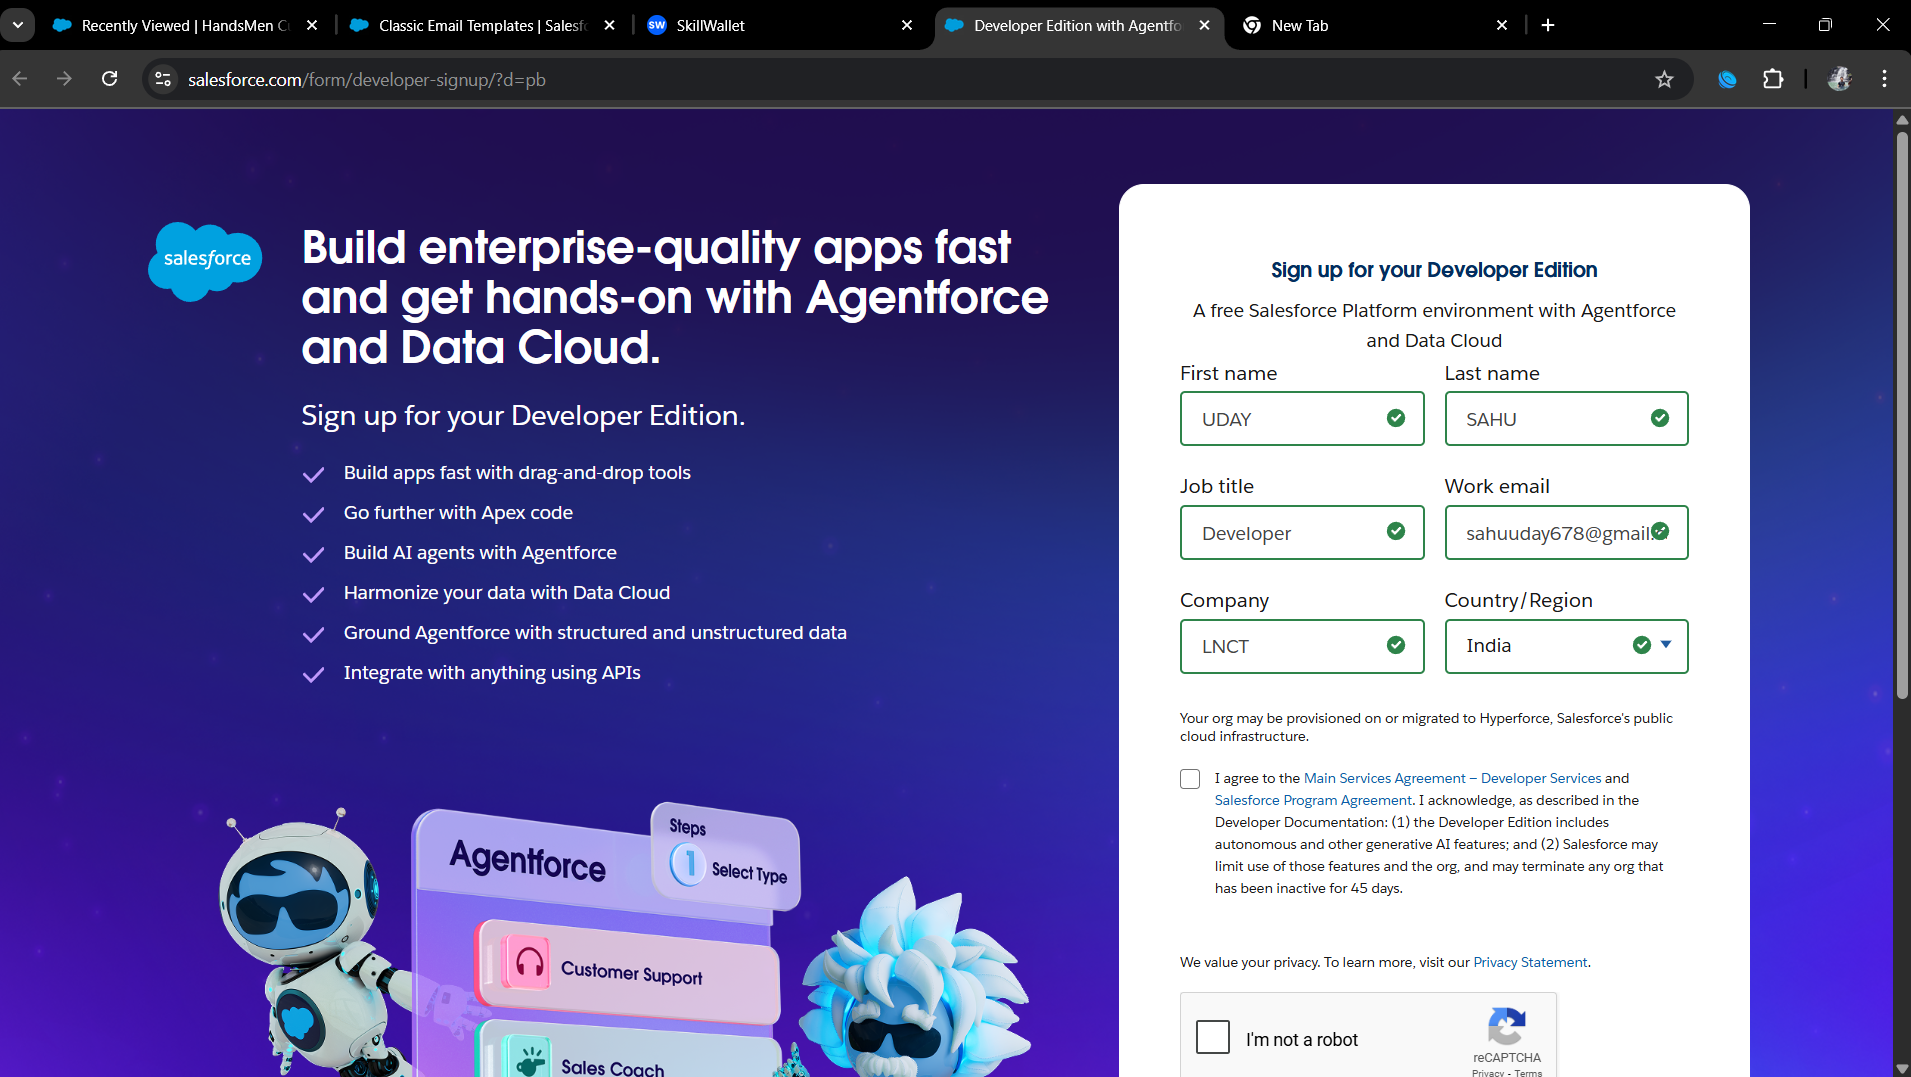 Recently Viewed | HandsMen C
Classic Email Templates | Salesfo
SkillWallet
Developer Edition with Agentfo
New Tab
salesforce.com/form/developer-signup/?d=pb
salesforce
Build enterprise-quality apps fast
and get hands-on with Agentforce
and Data Cloud.
Sign up for your Developer Edition.
Build apps fast with drag-and-drop tools
Go further with Apex code
Build AI agents with Agentforce
Harmonize your data with Data Cloud
Ground Agentforce with structured and unstructured data
Integrate with anything using APIs
Agentforce
Steps
1
Select Type
Customer Support
Sales Coach
Sign up for your Developer Edition
A free Salesforce Platform environment with Agentforce
and Data Cloud
First name
Last name
UDAY
SAHU
Job title
Work email
Developer
sahuuday678@gmail.
Company
Country/Region
LNCT
India
Your org may be provisioned on or migrated to Hyperforce, Salesforce's public
cloud infrastructure.
I agree to the Main Services Agreement – Developer Services and
Salesforce Program Agreement. I acknowledge, as described in the
Developer Documentation: (1) the Developer Edition includes
autonomous and other generative AI features; and (2) Salesforce may
limit use of those features and the org, and may terminate any org that
has been inactive for 45 days.
We value your privacy. To learn more, visit our Privacy Statement.
I'm not a robot
reCAPTCHA
Privacy - Terms